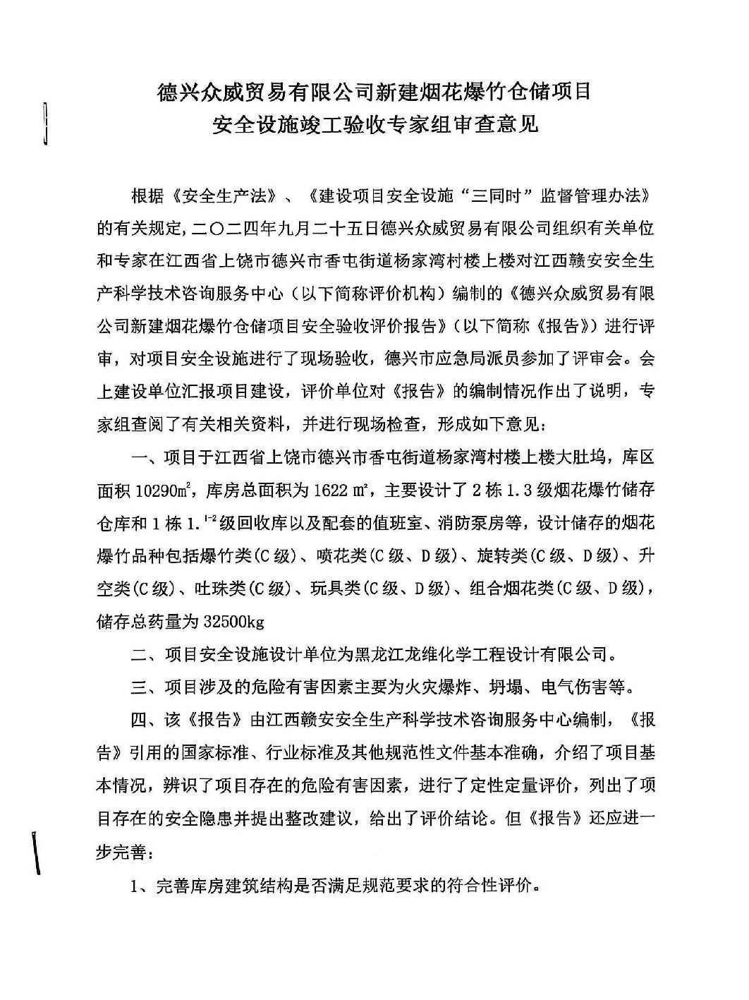 德兴众威贸易有限公司新建烟花爆竹仓储项目
安全设施竣工验收专家组审查意见
根据《安全生产法》、《建设项目安全设施“三同时”监督管理办法》
的有关规定,二〇二四年九月二十五日德兴众威贸易有限公司组织有关单位
和专家在江西省上饶市德兴市香屯街道杨家湾村楼上楼对江西赣安安全生
产科学技术咨询服务中心（以下简称评价机构）编制的《德兴众威贸易有限
公司新建烟花爆竹仓储项目安全验收评价报告》（以下简称《报告》）进行评
审，对项目安全设施进行了现场验收，德兴市应急局派员参加了评审会。会
上建设单位汇报项目建设，评价单位对《报告》的编制情况作出了说明，专
家组查阅了有关相关资料，并进行现场检查，形成如下意见：
一、项目于江西省上饶市德兴市香屯街道杨家湾村楼上楼大肚坞，库区
面积 10290㎡，库房总面积为 1622 ㎡，主要设计了 2 栋 1.3 级烟花爆竹储存
仓库和 1 栋 1.¹⁻²级回收库以及配套的值班室、消防泵房等，设计储存的烟花
爆竹品种包括爆竹类(C 级)、喷花类(C 级、D 级)、旋转类(C 级、D 级)、升
空类(C 级)、吐珠类(C 级)、玩具类(C 级、D 级)、组合烟花类(C 级、D 级)，
储存总药量为 32500kg
二、项目安全设施设计单位为黑龙江龙维化学工程设计有限公司。
三、项目涉及的危险有害因素主要为火灾爆炸、坍塌、电气伤害等。
四、该《报告》由江西赣安安全生产科学技术咨询服务中心编制，《报
告》引用的国家标准、行业标准及其他规范性文件基本准确，介绍了项目基
本情况，辨识了项目存在的危险有害因素，进行了定性定量评价，列出了项
目存在的安全隐患并提出整改建议，给出了评价结论。但《报告》还应进一
步完善：
1、完善库房建筑结构是否满足规范要求的符合性评价。